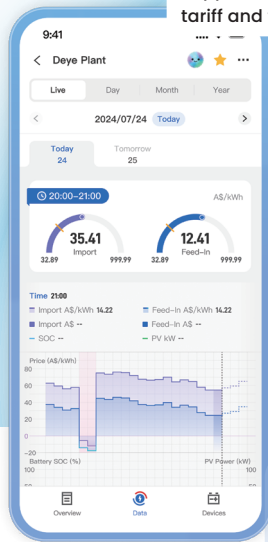 tariff and
9:41
Deye Plant
Live Day Month Year
2024/07/24 Today
Today Tomorrow
24 25
20:00–21:00 A$/kWh
35.41 12.41
Import Feed-In
32.89 999.99 32.89 999.99
Time 21:00
Import A$/kWh 14.22 Feed-In A$/kWh 14.22
Import A$ -- Feed-In A$ --
SOC -- PV kW --
Price (A$/kWh)
80
60
40
20
0
-20
Battery SOC (%) PV Power (kW)
100 100
Overview Data Devices